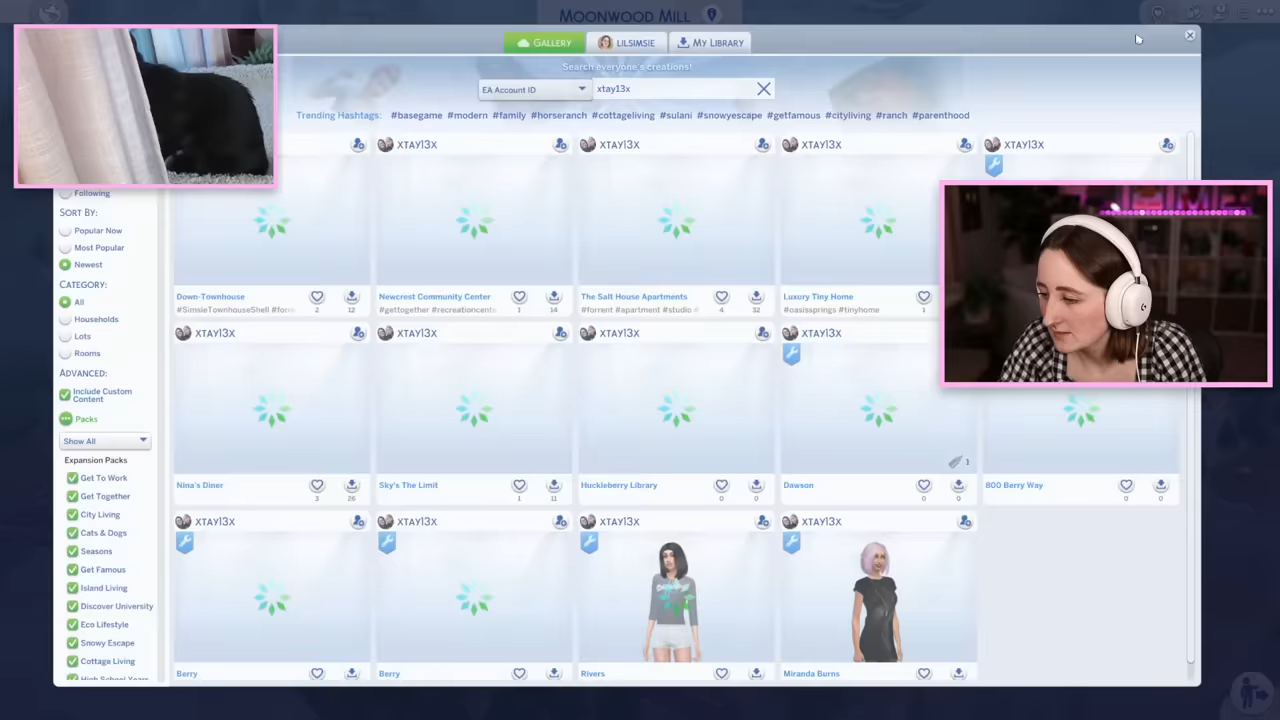 MOONWOOD MILL
GALLERY
LILSIMSIE
MY LIBRARY
Search everyone's creations!
EA Account ID
xtay13x
Trending Hashtags: #basegame #modern #family #horseranch #cottageliving #sulani #snowyescape #getfamous #cityliving #ranch #parenthood
XTAY13X
XTAY13X
XTAY13X
XTAY13X
Following
SORT BY:
Popular Now
Most Popular
Newest
CATEGORY:
All
Households
Lots
Rooms
ADVANCED:
Include Custom
Content
Packs
Show All
Expansion Packs
Get To Work
Get Together
City Living
Cats & Dogs
Seasons
Get Famous
Island Living
Discover University
Eco Lifestyle
Snowy Escape
Cottage Living
High School Years
Down-Townhouse
#SimsieTownhouseShell
2 12
Newcrest Community Center
#gettogether #recreationcente
1 14
The Salt House Apartments
#forrent #apartment #studio #
4 32
Luxury Tiny Home
#oasissprings #tinyhome
1
XTAY13X
XTAY13X
XTAY13X
XTAY13X
1
Nina's Diner
3 26
Sky's The Limit
1 11
Huckleberry Library
0 0
Dawson
0 0
800 Berry Way
0 0
XTAY13X
XTAY13X
XTAY13X
XTAY13X
Berry
Berry
Rivers
Miranda Burns